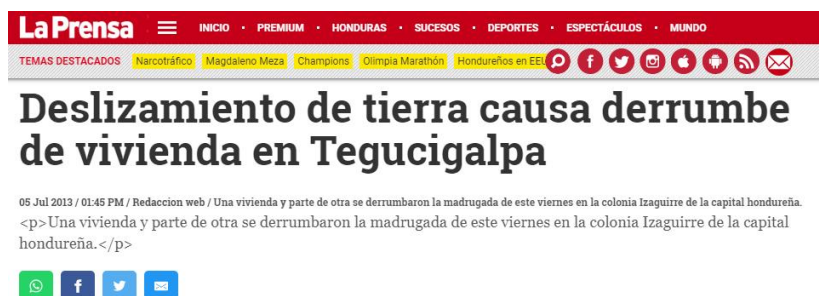 La Prensa INICIO · PREMIUM · HONDURAS · SUCESOS · DEPORTES · ESPECTÁCULOS · MUNDO
TEMAS DESTACADOS Narcotráfico Magdaleno Meza Champions Olimpia Marathón Hondureños en EEU
Deslizamiento de tierra causa derrumbe
de vivienda en Tegucigalpa
05 Jul 2013 / 01:45 PM / Redaccion web / Una vivienda y parte de otra se derrumbaron la madrugada de este viernes en la colonia Izaguirre de la capital hondureña.
<p>Una vivienda y parte de otra se derrumbaron la madrugada de este viernes en la colonia Izaguirre de la capital
hondureña.</p>